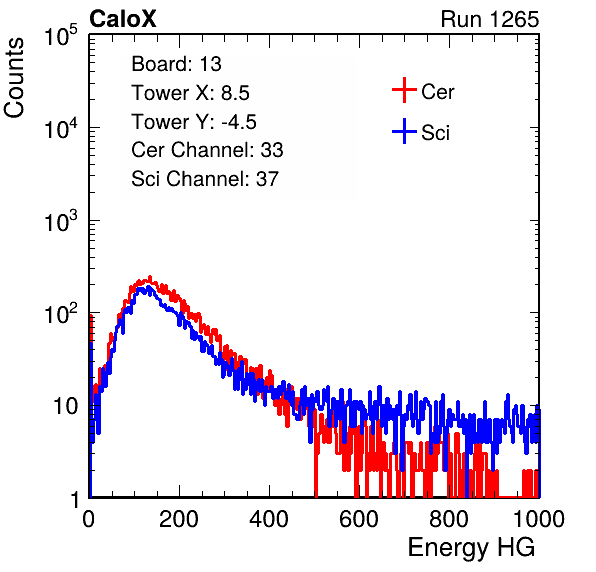 CaloX Run 1265
Counts
10^5
10^4
10^3
10^2
10
1
Board: 13
Tower X: 8.5
Tower Y: -4.5
Cer Channel: 33
Sci Channel: 37
Cer
Sci
0 200 400 600 800 1000
Energy HG